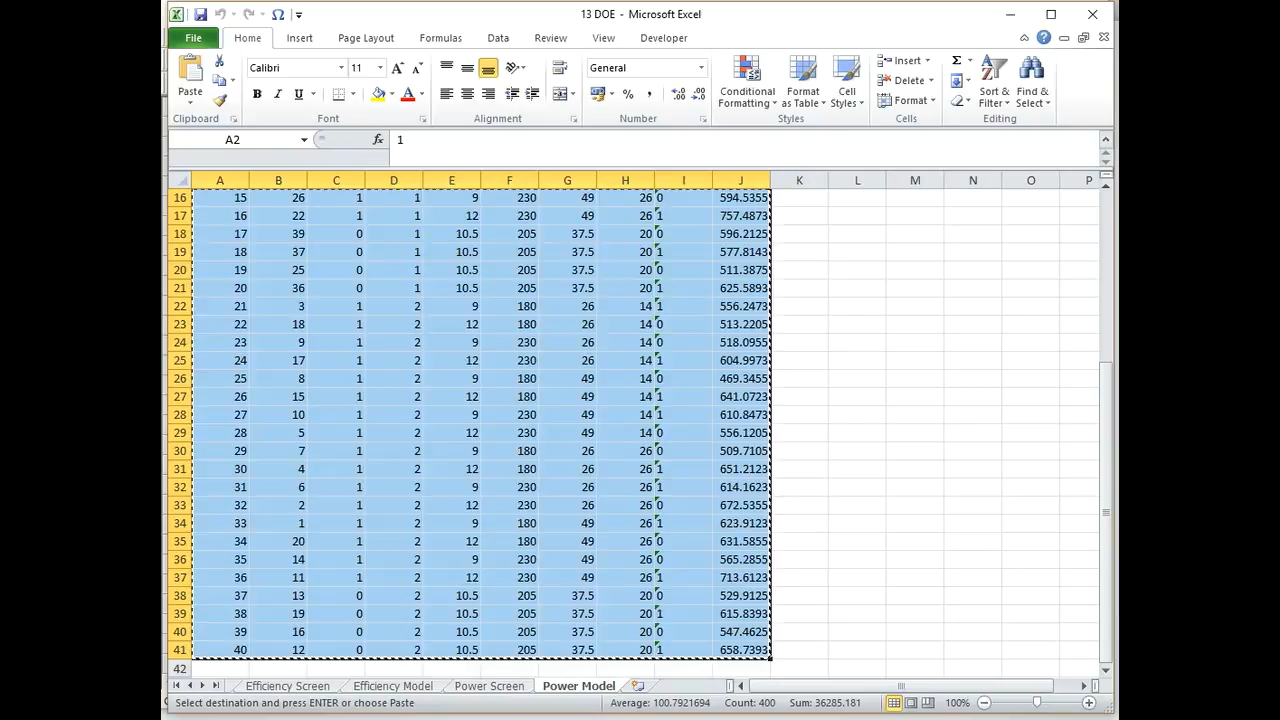 13 DOE - Microsoft Excel
File Home Insert Page Layout Formulas Data Review View Developer
Paste
Calibri 11
B I U
General
% ,
Conditional Formatting
Format as Table
Cell Styles
Insert
Delete
Format
Sort & Filter
Find & Select
Clipboard Font Alignment Number Styles Cells Editing
A2 fx 1
A B C D E F G H I J K L M N O P
16 15 26 1 1 9 230 49 26 0 594.5355
17 16 22 1 1 12 230 49 26 1 757.4873
18 17 39 0 1 10.5 205 37.5 20 0 596.2125
19 18 37 0 1 10.5 205 37.5 20 1 577.8143
20 19 25 0 1 10.5 205 37.5 20 0 511.3875
21 20 36 0 1 10.5 205 37.5 20 1 625.5893
22 21 3 1 2 9 180 26 14 1 556.2473
23 22 18 1 2 12 180 26 14 0 513.2205
24 23 9 1 2 9 230 26 14 0 518.0955
25 24 17 1 2 12 230 26 14 1 604.9973
26 25 8 1 2 9 180 49 14 0 469.3455
27 26 15 1 2 12 180 49 14 1 641.0723
28 27 10 1 2 9 230 49 14 1 610.8473
29 28 5 1 2 12 230 49 14 0 556.1205
30 29 7 1 2 9 180 26 26 0 509.7105
31 30 4 1 2 12 180 26 26 1 651.2123
32 31 6 1 2 9 230 26 26 1 614.1623
33 32 2 1 2 12 230 26 26 0 672.5355
34 33 1 1 2 9 180 49 26 1 623.9123
35 34 20 1 2 12 180 49 26 0 631.5855
36 35 14 1 2 9 230 49 26 0 565.2855
37 36 11 1 2 12 230 49 26 1 713.6123
38 37 13 0 2 10.5 205 37.5 20 0 529.9125
39 38 19 0 2 10.5 205 37.5 20 1 615.8393
40 39 16 0 2 10.5 205 37.5 20 0 547.4625
41 40 12 0 2 10.5 205 37.5 20 1 658.7393
42
Efficiency Screen Efficiency Model Power Screen Power Model
Select destination and press ENTER or choose Paste Average: 100.7921694 Count: 400 Sum: 36285.181 100%